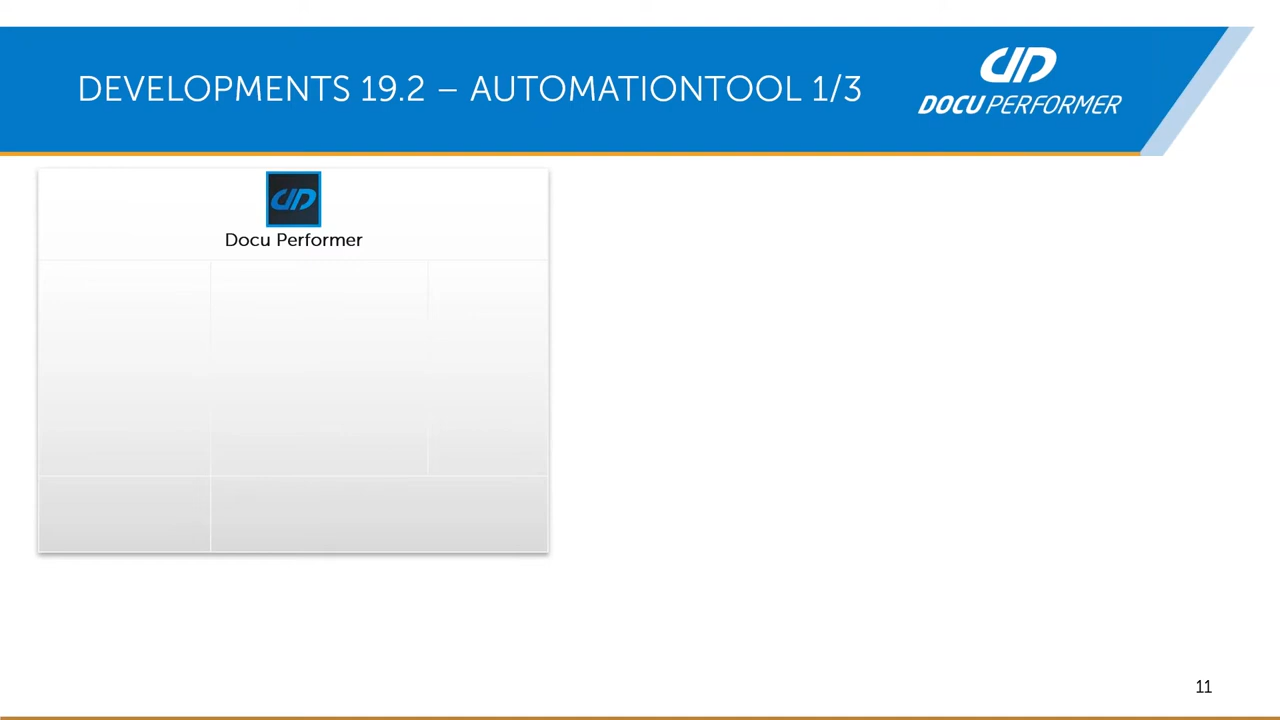 DEVELOPMENTS 19.2 – AUTOMATIONTOOL 1/3
DOCU PERFORMER
Docu Performer
11